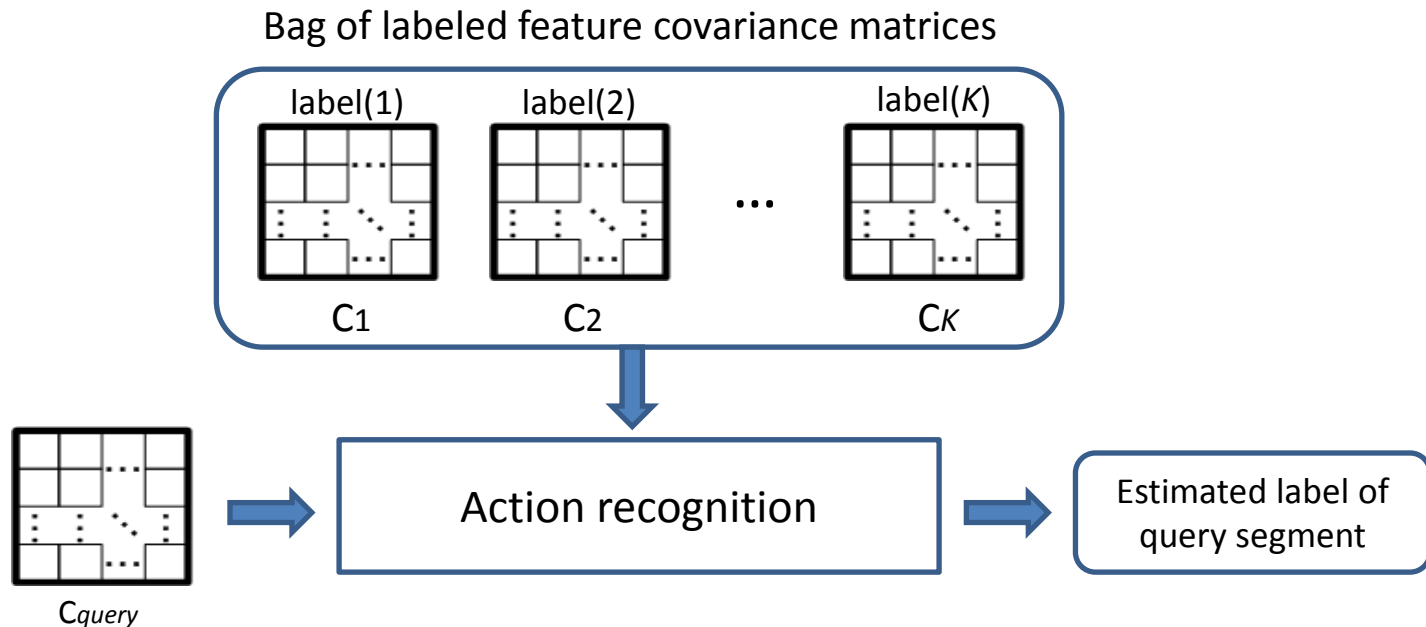 Bag of labeled feature covariance matrices
label(1) label(2) label(K)
...
C1 C2 CK
Action recognition
Estimated label of
query segment
Cquery